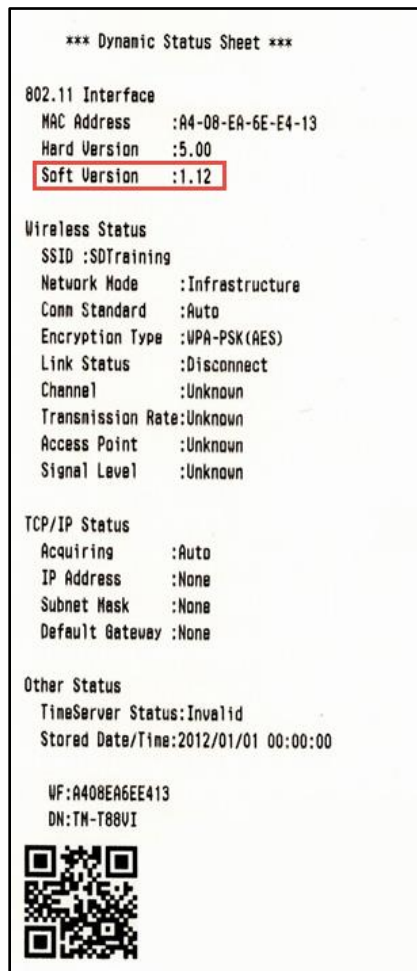 *** Dynamic Status Sheet ***
802.11 Interface
MAC Address :A4-08-EA-6E-E4-13
Hard Version :5.00
Soft Version :1.12
Wireless Status
SSID :SDTraining
Network Mode :Infrastructure
Comm Standard :Auto
Encryption Type :WPA-PSK(AES)
Link Status :Disconnect
Channel :Unknown
Transmission Rate:Unknown
Access Point :Unknown
Signal Level :Unknown
TCP/IP Status
Acquiring :Auto
IP Address :None
Subnet Mask :None
Default Gateway :None
Other Status
TimeServer Status:Invalid
Stored Date/Time:2012/01/01 00:00:00
WF:A408EA6EE413
DN:TM-T88VI